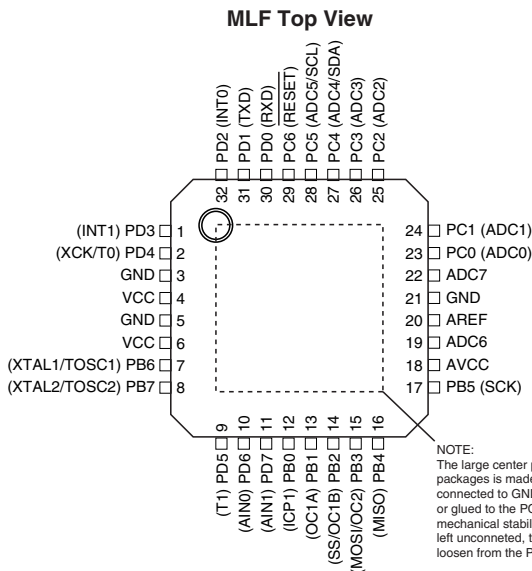 MLF Top View
PD2 (INT0)
PD1 (TXD)
PD0 (RXD)
PC6 (RESET)
PC5 (ADC5/SCL)
PC4 (ADC4/SDA)
PC3 (ADC3)
PC2 (ADC2)
32
31
30
29
28
27
26
25
(INT1) PD3
(XCK/T0) PD4
GND
VCC
GND
VCC
(XTAL1/TOSC1) PB6
(XTAL2/TOSC2) PB7
1
2
3
4
5
6
7
8
24
23
22
21
20
19
18
17
PC1 (ADC1)
PC0 (ADC0)
ADC7
GND
AREF
ADC6
AVCC
PB5 (SCK)
9
10
11
12
13
14
15
16
(T1) PD5
(AIN0) PD6
(AIN1) PD7
(ICP1) PB0
(OC1A) PB1
(SS/OC1B) PB2
MOSI/OC2) PB3
(MISO) PB4
NOTE:
The large center
packages is made
connected to GND
or glued to the
mechanical
left unconneted,
loosen from the